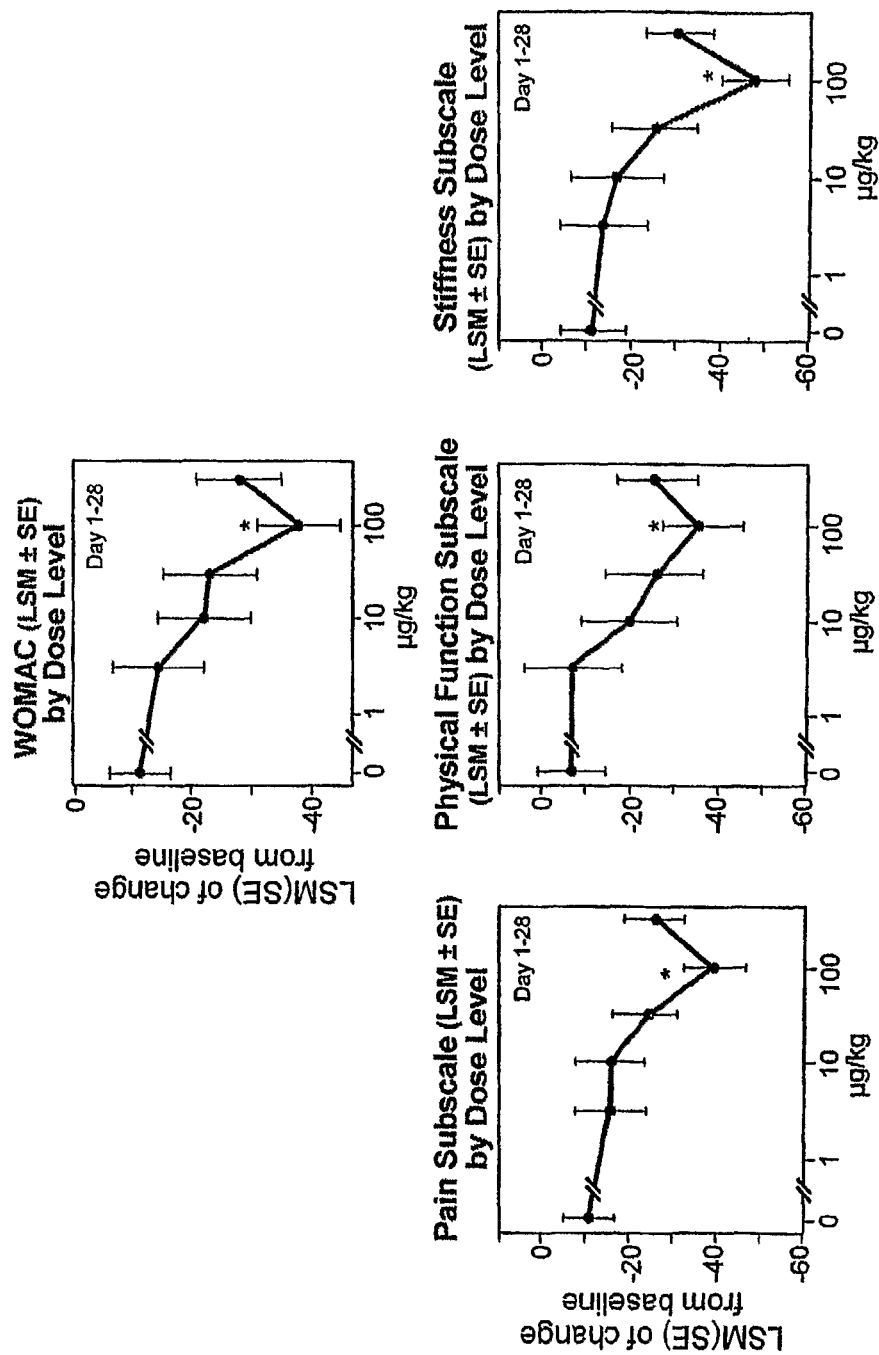 WOMAC (LSM ± SE)
by Dose Level
LSM(SE) of change
from baseline
0
-20
-40
Day 1-28
*
0
1
10
100
µg/kg
Pain Subscale (LSM ± SE)
by Dose Level
LSM(SE) of change
from baseline
0
-20
-40
-60
Day 1-28
*
0
1
10
100
µg/kg
Physical Function Subscale
(LSM ± SE) by Dose Level
0
-20
-40
-60
Day 1-28
*
0
1
10
100
µg/kg
Stiffness Subscale
(LSM ± SE) by Dose Level
0
-20
-40
-60
Day 1-28
*
0
1
10
100
µg/kg